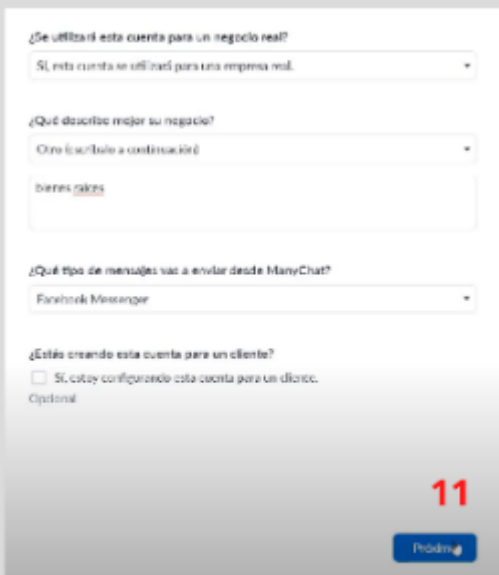 ¿Se utilizará esta cuenta para un negocio real?
Sí, esta cuenta se utilizará para una empresa real.
¿Qué describe mejor su negocio?
Otro (escríbalo a continuación)
bienes raíces
¿Qué tipo de mensajes vas a enviar desde ManyChat?
Facebook Messenger
¿Estás creando esta cuenta para un cliente?
Sí, estoy configurando esta cuenta para un cliente.
Opcional
11
Próximo